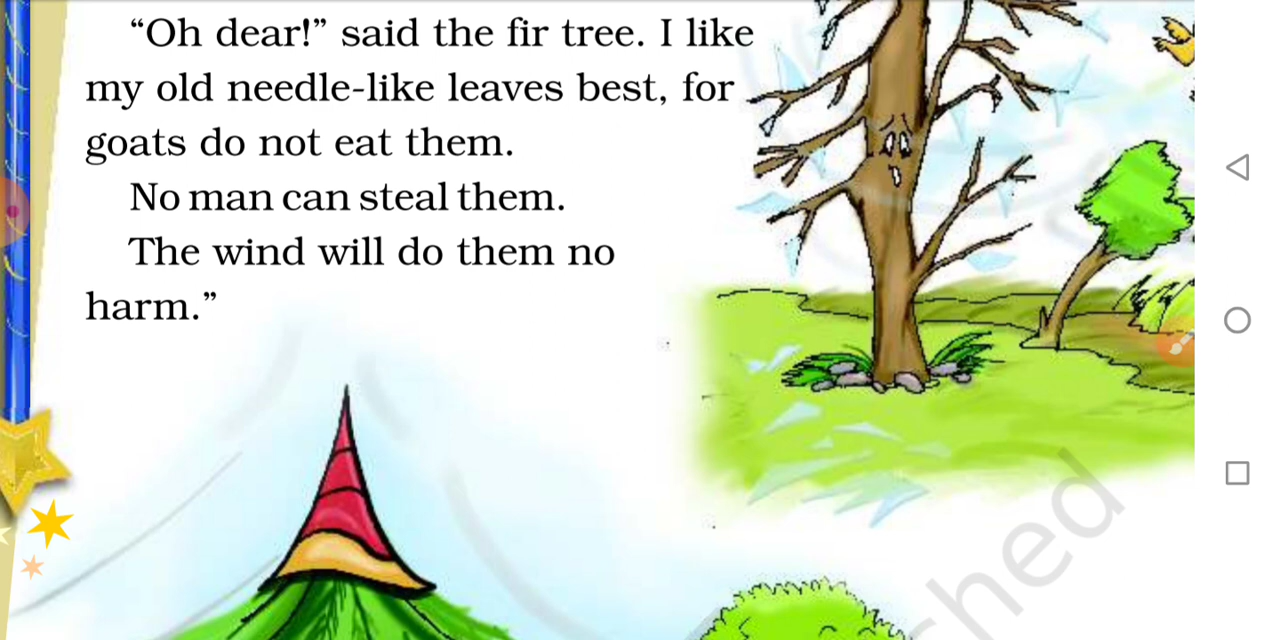 “Oh dear!” said the fir tree. I like
my old needle-like leaves best, for
goats do not eat them.
No man can steal them.
The wind will do them no
harm.”